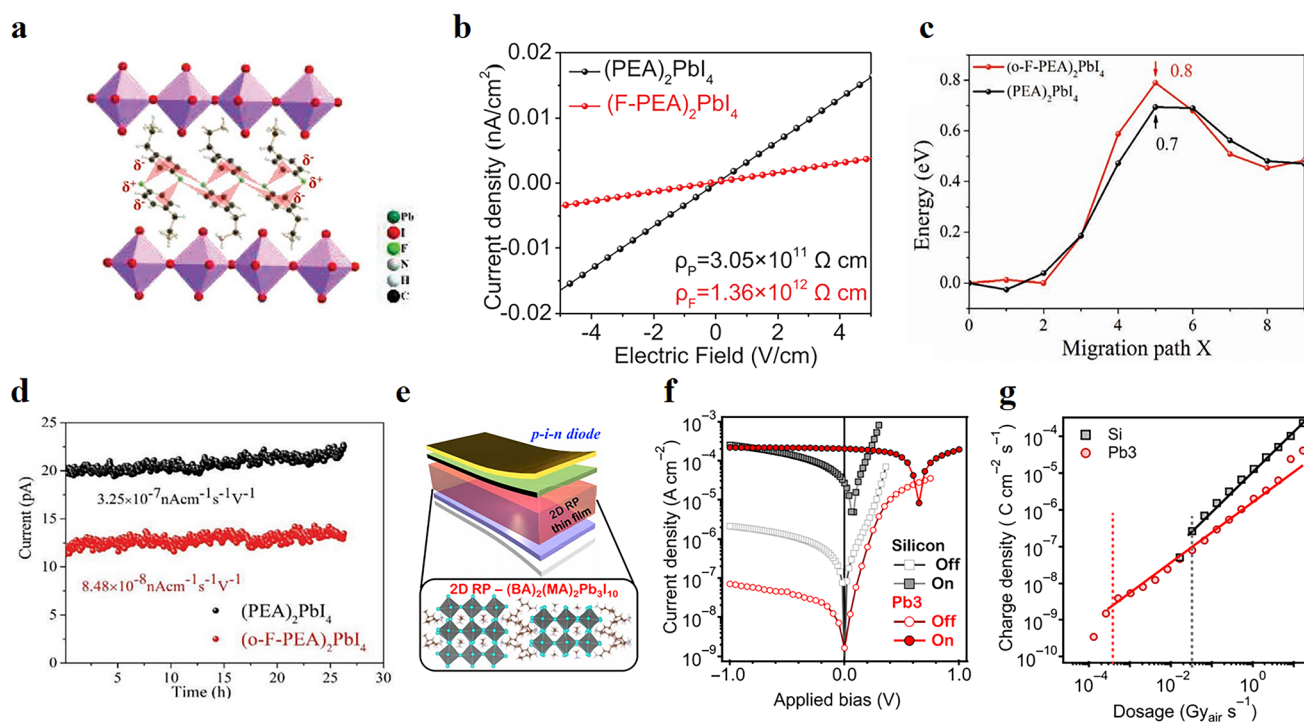 a
δ⁻
δ⁻
δ⁺
δ⁺
δ⁻
δ⁻
Pb
I
F
N
H
C
b
0.02
0.01
0.00
-0.01
-0.02
Current density (nA/cm²)
(PEA)₂PbI₄
(F-PEA)₂PbI₄
ρP=3.05×10¹¹ Ω cm
ρF=1.36×10¹² Ω cm
-4 -2 0 2 4
Electric Field (V/cm)
c
0.8
0.6
0.4
0.2
0.0
Energy (eV)
(o-F-PEA)₂PbI₄
(PEA)₂PbI₄
0.8
0.7
0 2 4 6 8
Migration path X
d
25
20
15
10
5
0
Current (pA)
3.25×10⁻⁷nAcm⁻¹s⁻¹V⁻¹
8.48×10⁻⁸nAcm⁻¹s⁻¹V⁻¹
(PEA)₂PbI₄
(o-F-PEA)₂PbI₄
5 10 15 20 25 30
Time (h)
e
p-i-n diode
2D RP
thin film
2D RP – (BA)₂(MA)₂Pb₃I₁₀
f
10⁻³
10⁻⁴
10⁻⁵
10⁻⁶
10⁻⁷
10⁻⁸
10⁻⁹
Current density (A cm⁻²)
Silicon
Off
On
Pb3
Off
On
-1.0 0.0 1.0
Applied bias (V)
g
10⁻⁴
10⁻⁵
10⁻⁶
10⁻⁷
10⁻⁸
10⁻⁹
10⁻¹⁰
Charge density ( C cm⁻² s⁻¹)
Si
Pb3
10⁻⁴ 10⁻² 10⁰
Dosage (Gyair s⁻¹)